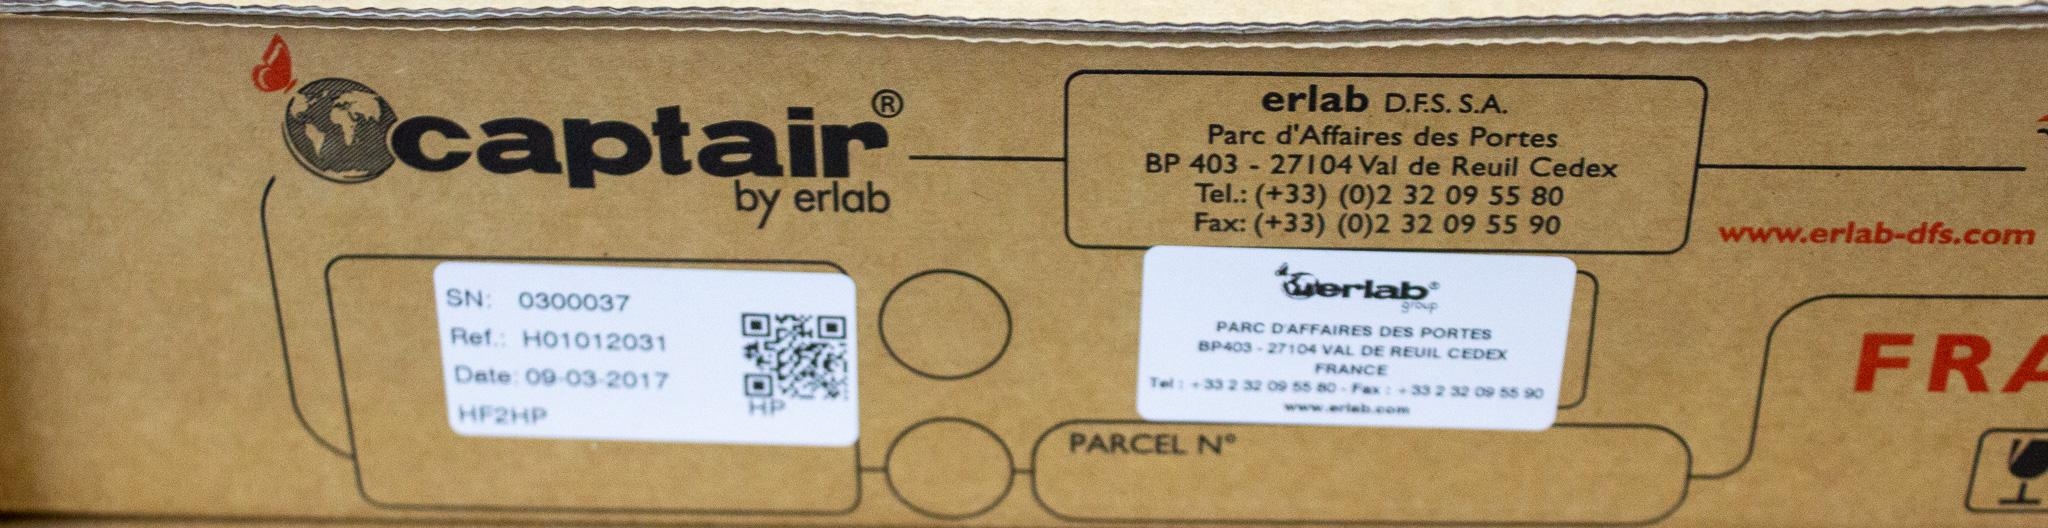 captair®
by erlab
erlab D.F.S. S.A.
Parc d'Affaires des Portes
BP 403 - 27104 Val de Reuil Cedex
Tel.: (+33) (0)2 32 09 55 80
Fax: (+33) (0)2 32 09 55 90
www.erlab-dfs.com
SN: 0300037
Ref.: H01012031
Date: 09-03-2017
HF2HP
HP
erlab®
group
PARC D'AFFAIRES DES PORTES
BP403 - 27104 VAL DE REUIL CEDEX
FRANCE
Tel : +33 2 32 09 55 80 - Fax : +33 2 32 09 55 90
www.erlab.com
PARCEL N°
FRA